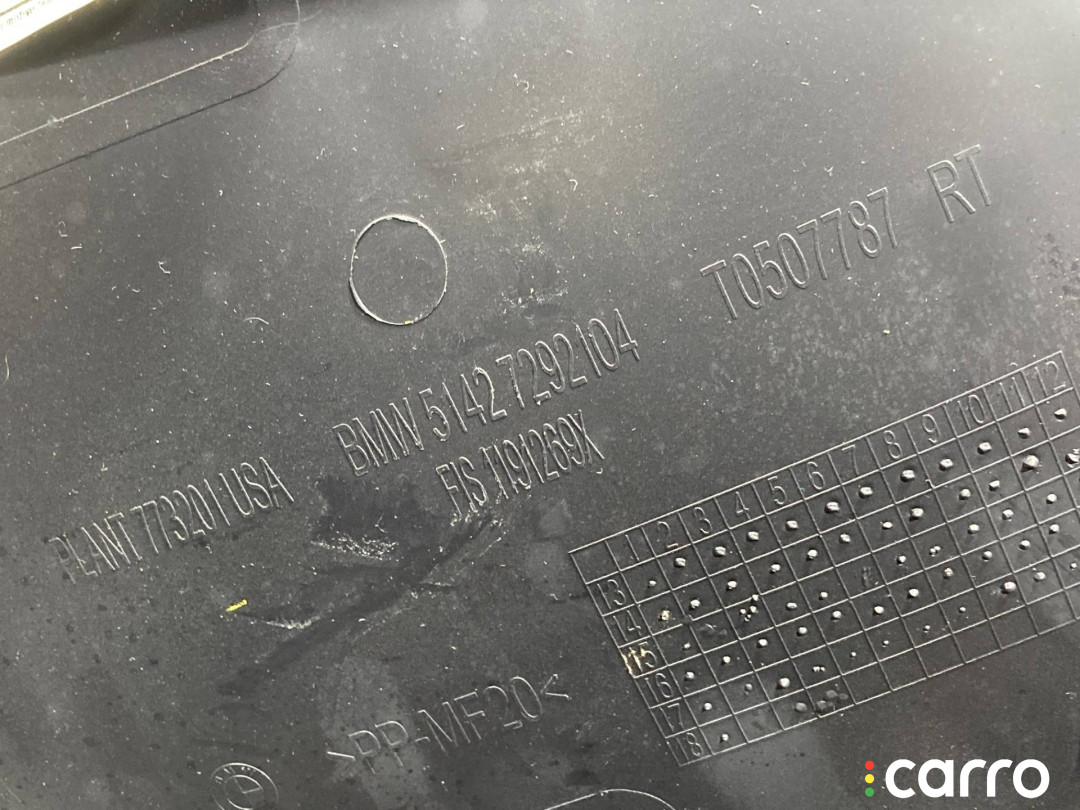 T0507787 RT
BMW 5142 7292104
FIS 1191269X
PLANT 773201 USA
1 2 3 4 5 6 7 8 9 10 11 12
13
14
15
16
17
18
>PP-MF20<
carro